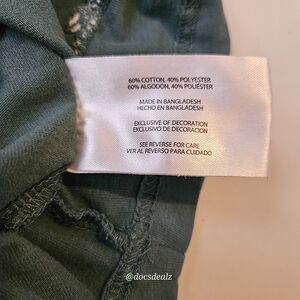 60% COTTON, 40% POLYESTER
60% ALGODON, 40% POLIÉSTER
MADE IN BANGLADESH
HECHO EN BANGLADESH
EXCLUSIVE OF DECORATION
EXCLUSIVO DE DECORACION
SEE REVERSE FOR CARE
VER AL REVERSO PARA CUIDADO
@docsdealz